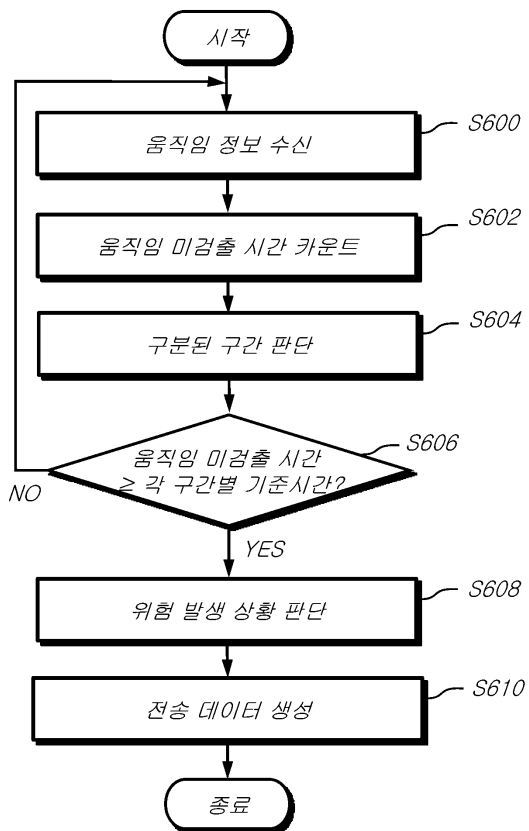 시작
움직임 정보 수신
S600
움직임 미검출 시간 카운트
S602
구분된 구간 판단
S604
움직임 미검출 시간
≥ 각 구간별 기준시간?
S606
NO
YES
위험 발생 상황 판단
S608
전송 데이터 생성
S610
종료